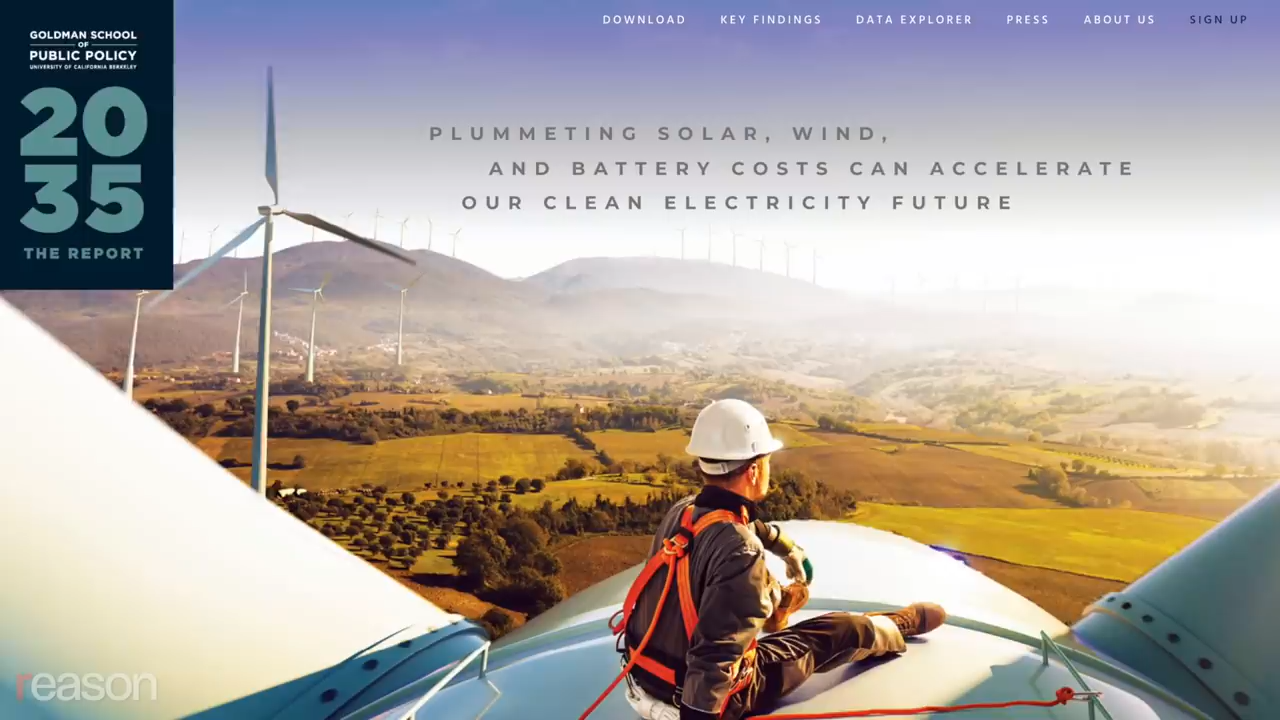 DOWNLOAD KEY FINDINGS DATA EXPLORER PRESS ABOUT US SIGN UP
GOLDMAN SCHOOL
OF
PUBLIC POLICY
UNIVERSITY OF CALIFORNIA BERKELEY
20
35
THE REPORT
PLUMMETING SOLAR, WIND,
AND BATTERY COSTS CAN ACCELERATE
OUR CLEAN ELECTRICITY FUTURE
reason